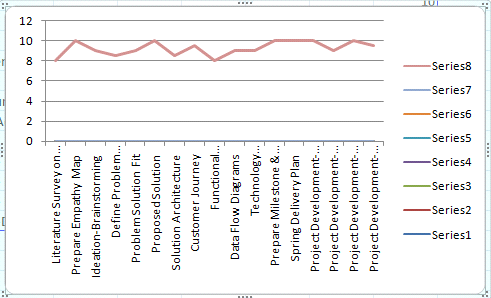 12
10
8
6
4
2
0
Literature Survey on...
Prepare Empathy Map
Ideation-Brainstorming
Define Problem...
Problem Solution Fit
Proposed Solution
Solution Architecture
Customer Journey
Functional...
Data Flow Diagrams
Technology...
Prepare Milestone &...
Spring Delivery Plan
Project Development-...
Project Development-...
Project Development-...
Project Development-...
Series8
Series7
Series6
Series5
Series4
Series3
Series2
Series1